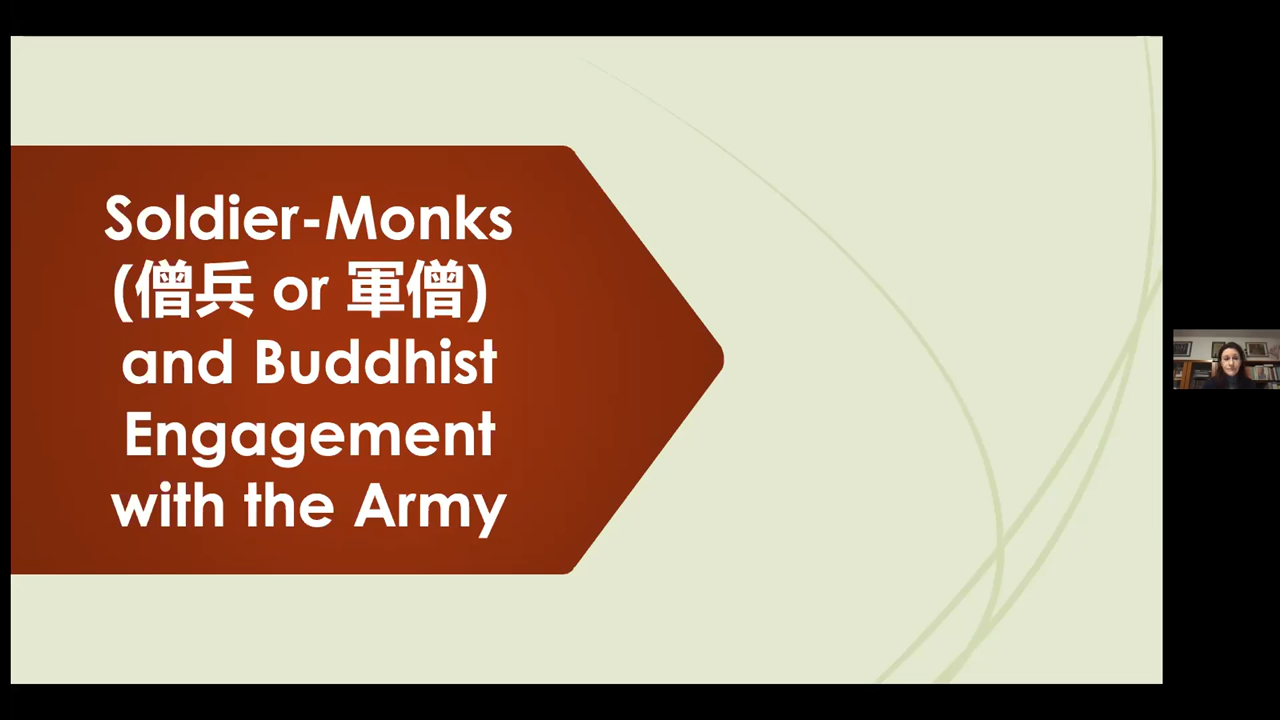 Soldier-Monks
(僧兵 or 軍僧)
and Buddhist
Engagement
with the Army